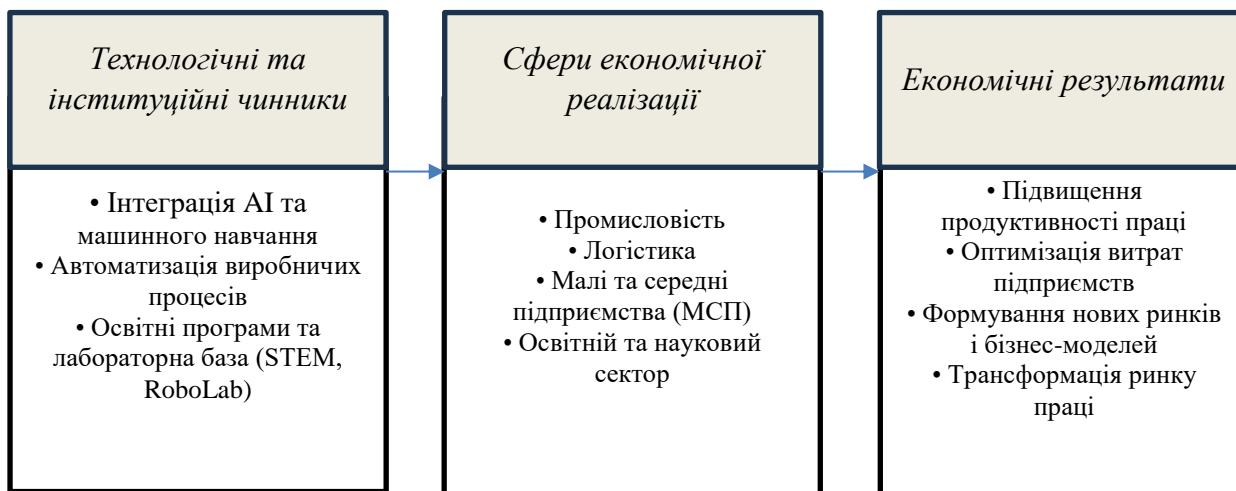 Технологічні та
інституційні чинники
• Інтеграція AI та
машинного навчання
• Автоматизація виробничих
процесів
• Освітні програми та
лабораторна база (STEM,
RoboLab)
Сфери економічної
реалізації
• Промисловість
• Логістика
• Малі та середні
підприємства (МСП)
• Освітній та науковий
сектор
Економічні результати
• Підвищення
продуктивності праці
• Оптимізація витрат
підприємств
• Формування нових ринків
і бізнес-моделей
• Трансформація ринку
праці